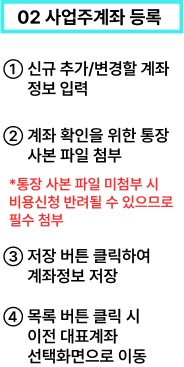 02 사업주계좌 등록
① 신규 추가/변경할 계좌
정보 입력
② 계좌 확인을 위한 통장
사본 파일 첨부
*통장 사본 파일 미첨부 시
비용신청 반려될 수 있으므로
필수 첨부
③ 저장 버튼 클릭하여
계좌정보 저장
④ 목록 버튼 클릭 시
이전 대표계좌
선택화면으로 이동